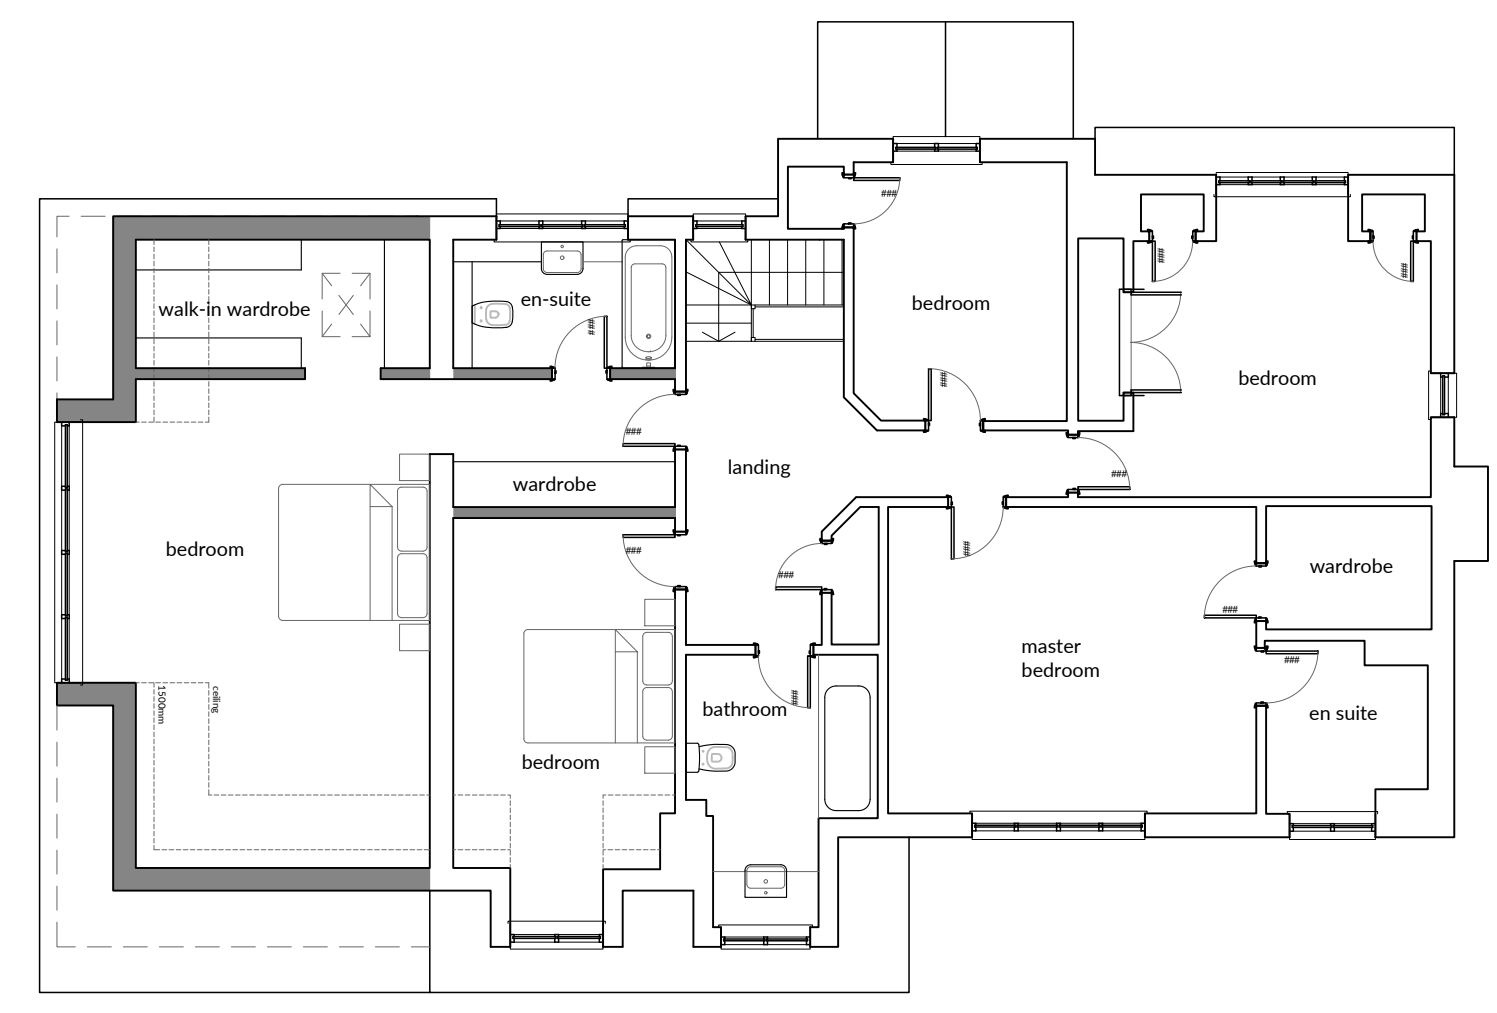 ###
bedroom
###
###
en-suite
###
walk-in wardrobe
###
bedroom
###
landing
###
wardrobe
###
bedroom
###
###
###
wardrobe
###
master
bedroom
###
en suite
1500mm
ceiling
bathroom
###
bedroom